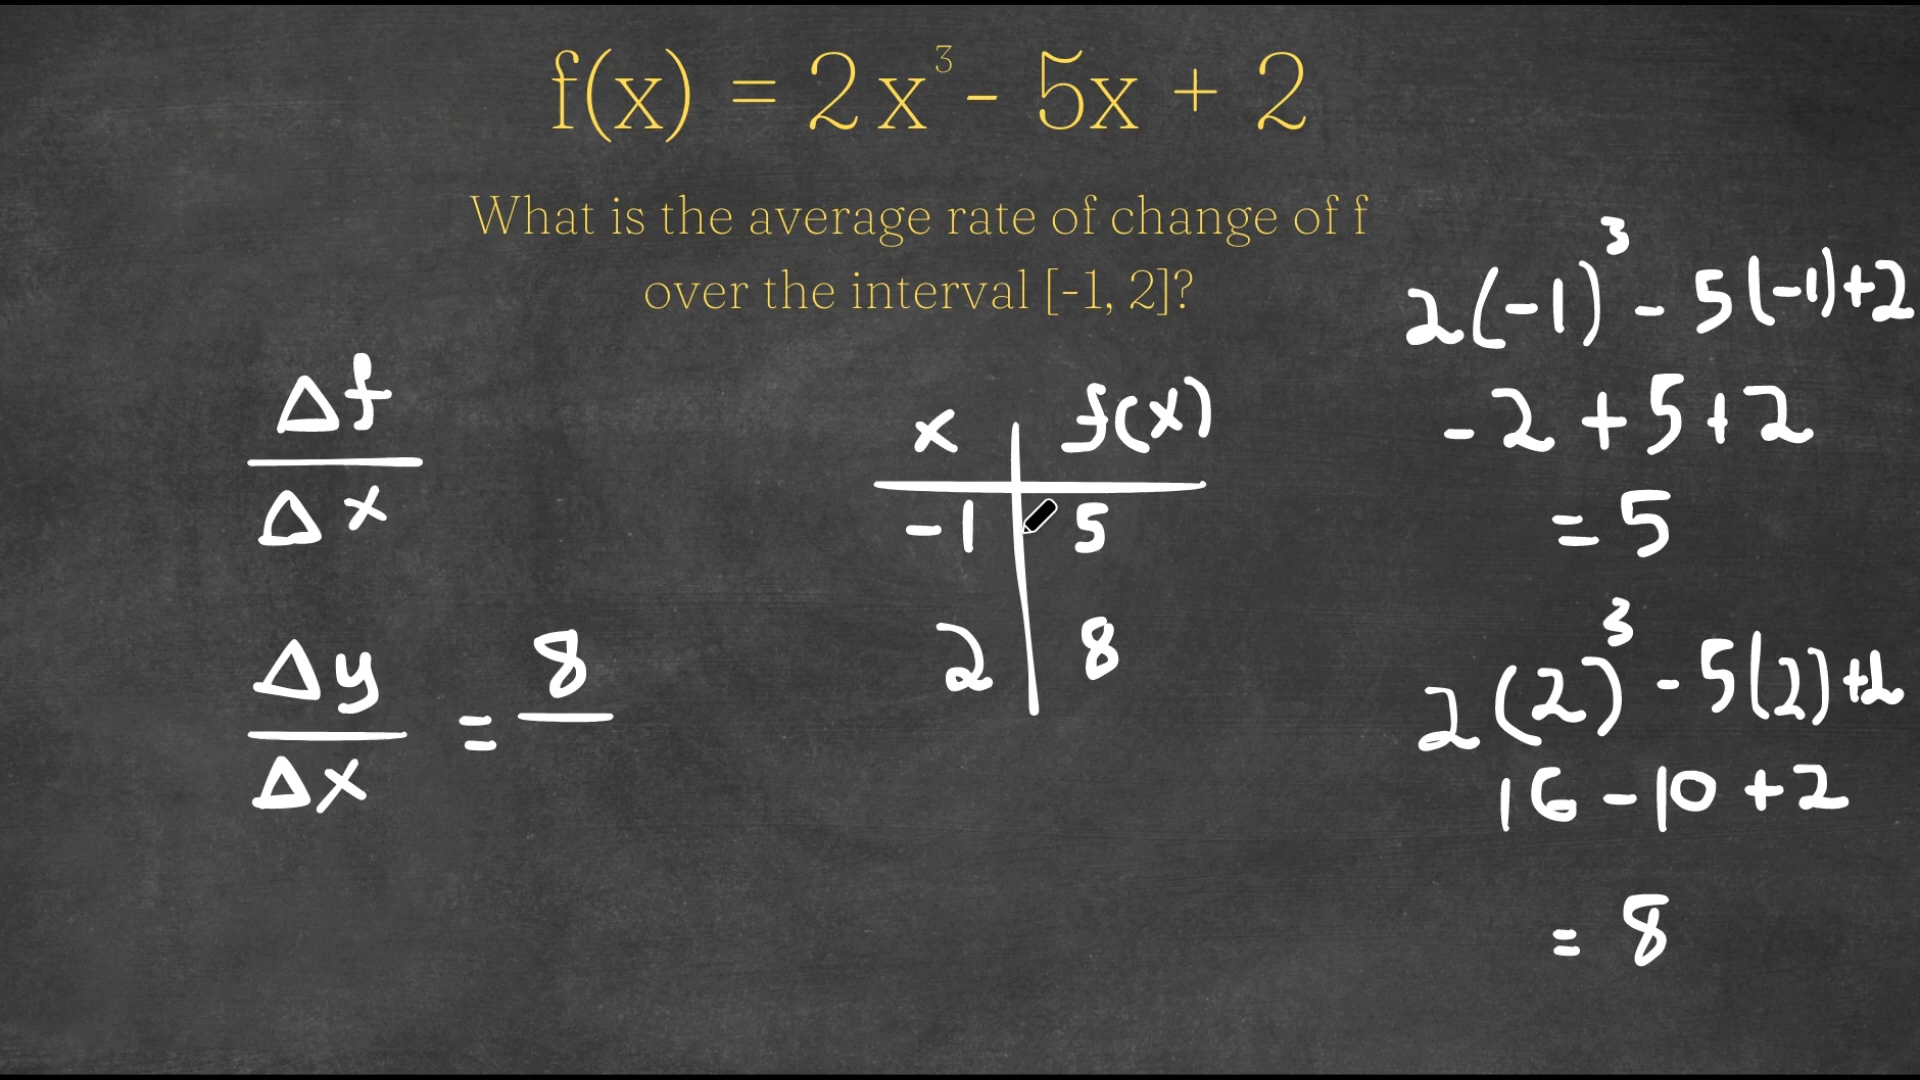 f(x) = 2x³ - 5x + 2
What is the average rate of change of f
over the interval [-1, 2]?
Δf
Δx
Δy
Δx
= 8
x f(x)
-1 5
2 8
2(-1)³ - 5(-1)+2
-2 + 5 + 2
= 5
2(2)³ - 5(2)+2
16 - 10 + 2
= 8